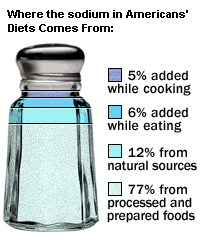 Where the sodium in Americans'
Diets Comes From:
5% added
while cooking
6% added
while eating
12% from
natural sources
77% from
processed and
prepared foods